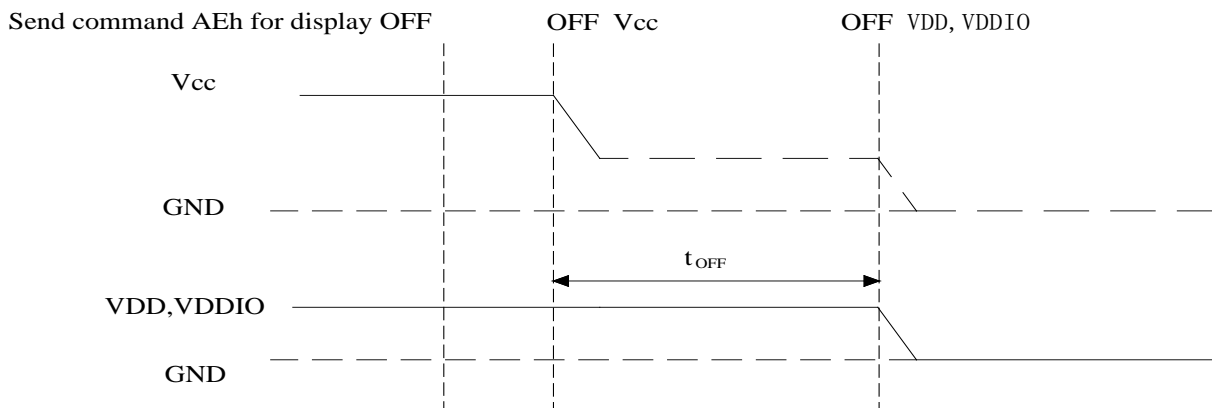 Send command AEh for display OFF
OFF Vcc
OFF VDD, VDDIO
Vcc
GND
tOFF
VDD,VDDIO
GND